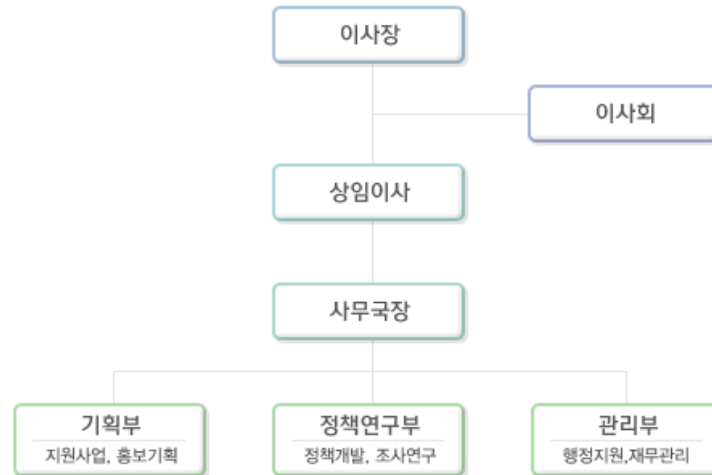 이사장
이사회
상임이사
사무국장
기획부
지원사업, 홍보기획
정책연구부
정책개발, 조사연구
관리부
행정지원,재무관리